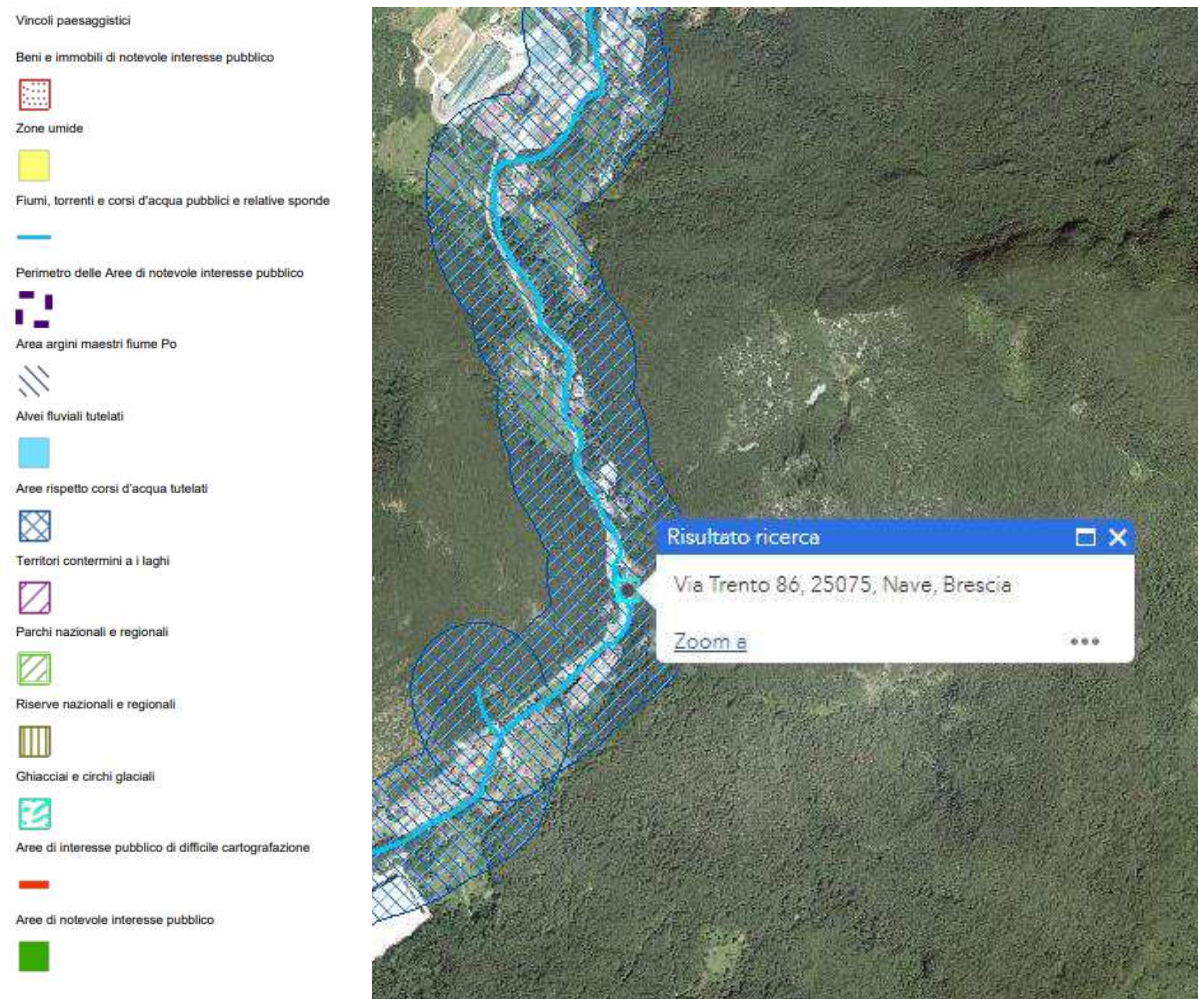 Vincoli paesaggistici
Beni e immobili di notevole interesse pubblico
Zone umide
Fiumi, torrenti e corsi d'acqua pubblici e relative sponde
Perimetro delle Aree di notevole interesse pubblico
Area argini maestri fiume Po
Alvei fluviali tutelati
Aree rispetto corsi d'acqua tutelati
Territori contermini a i laghi
Parchi nazionali e regionali
Riserve nazionali e regionali
Ghiacciai e circhi glaciali
Aree di interesse pubblico di difficile cartografazione
Aree di notevole interesse pubblico
Risultato ricerca
Via Trento 86, 25075, Nave, Brescia
Zoom a